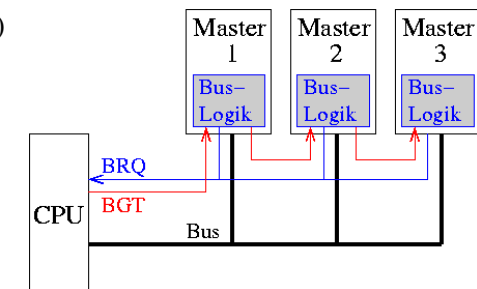 )
Master
1
Master
2
Master
3
Bus–
Logik
Bus–
Logik
Bus–
Logik
BRQ
BGT
CPU
Bus